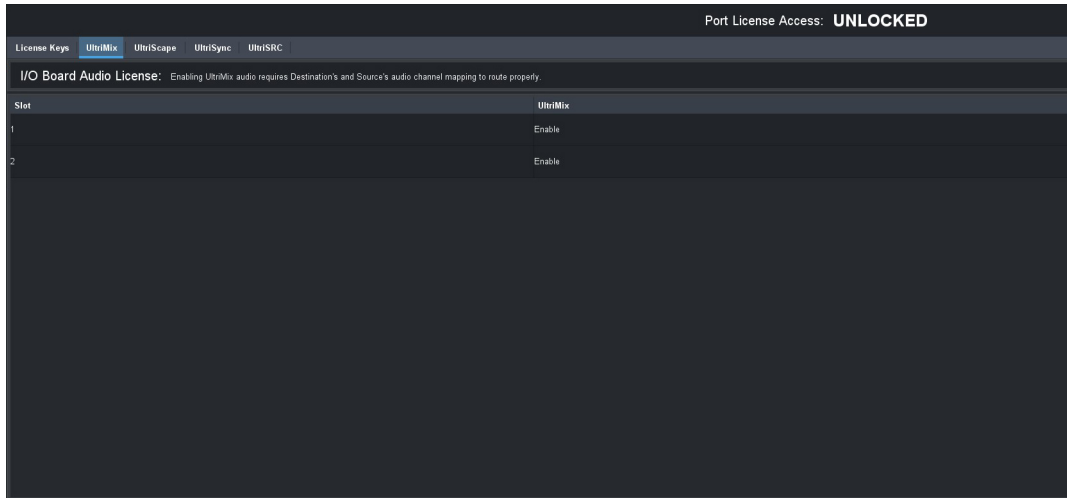 Port License Access: UNLOCKED
License Keys UltriMix UltriScape UltriSync UltriSRC
I/O Board Audio License: Enabling UltriMix audio requires Destination's and Source's audio channel mapping to route properly.
Slot UltriMix
1 Enable
2 Enable